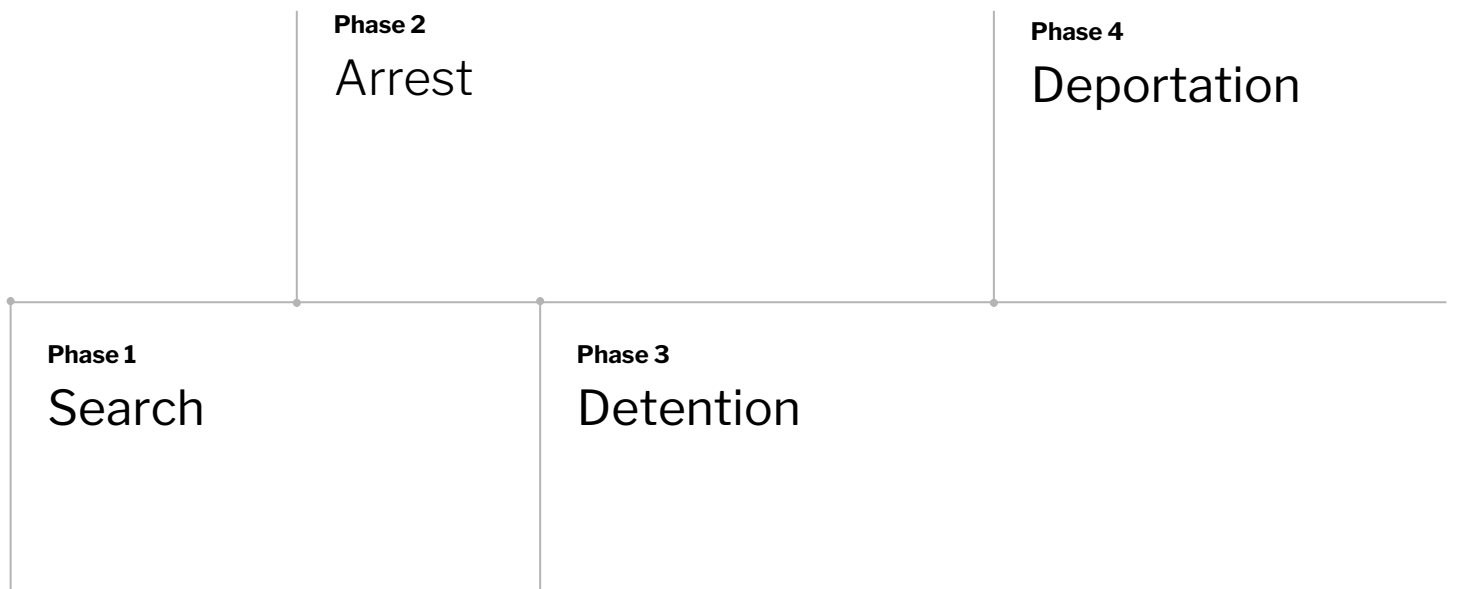 Phase 1
Search
Phase 2
Arrest
Phase 3
Detention
Phase 4
Deportation